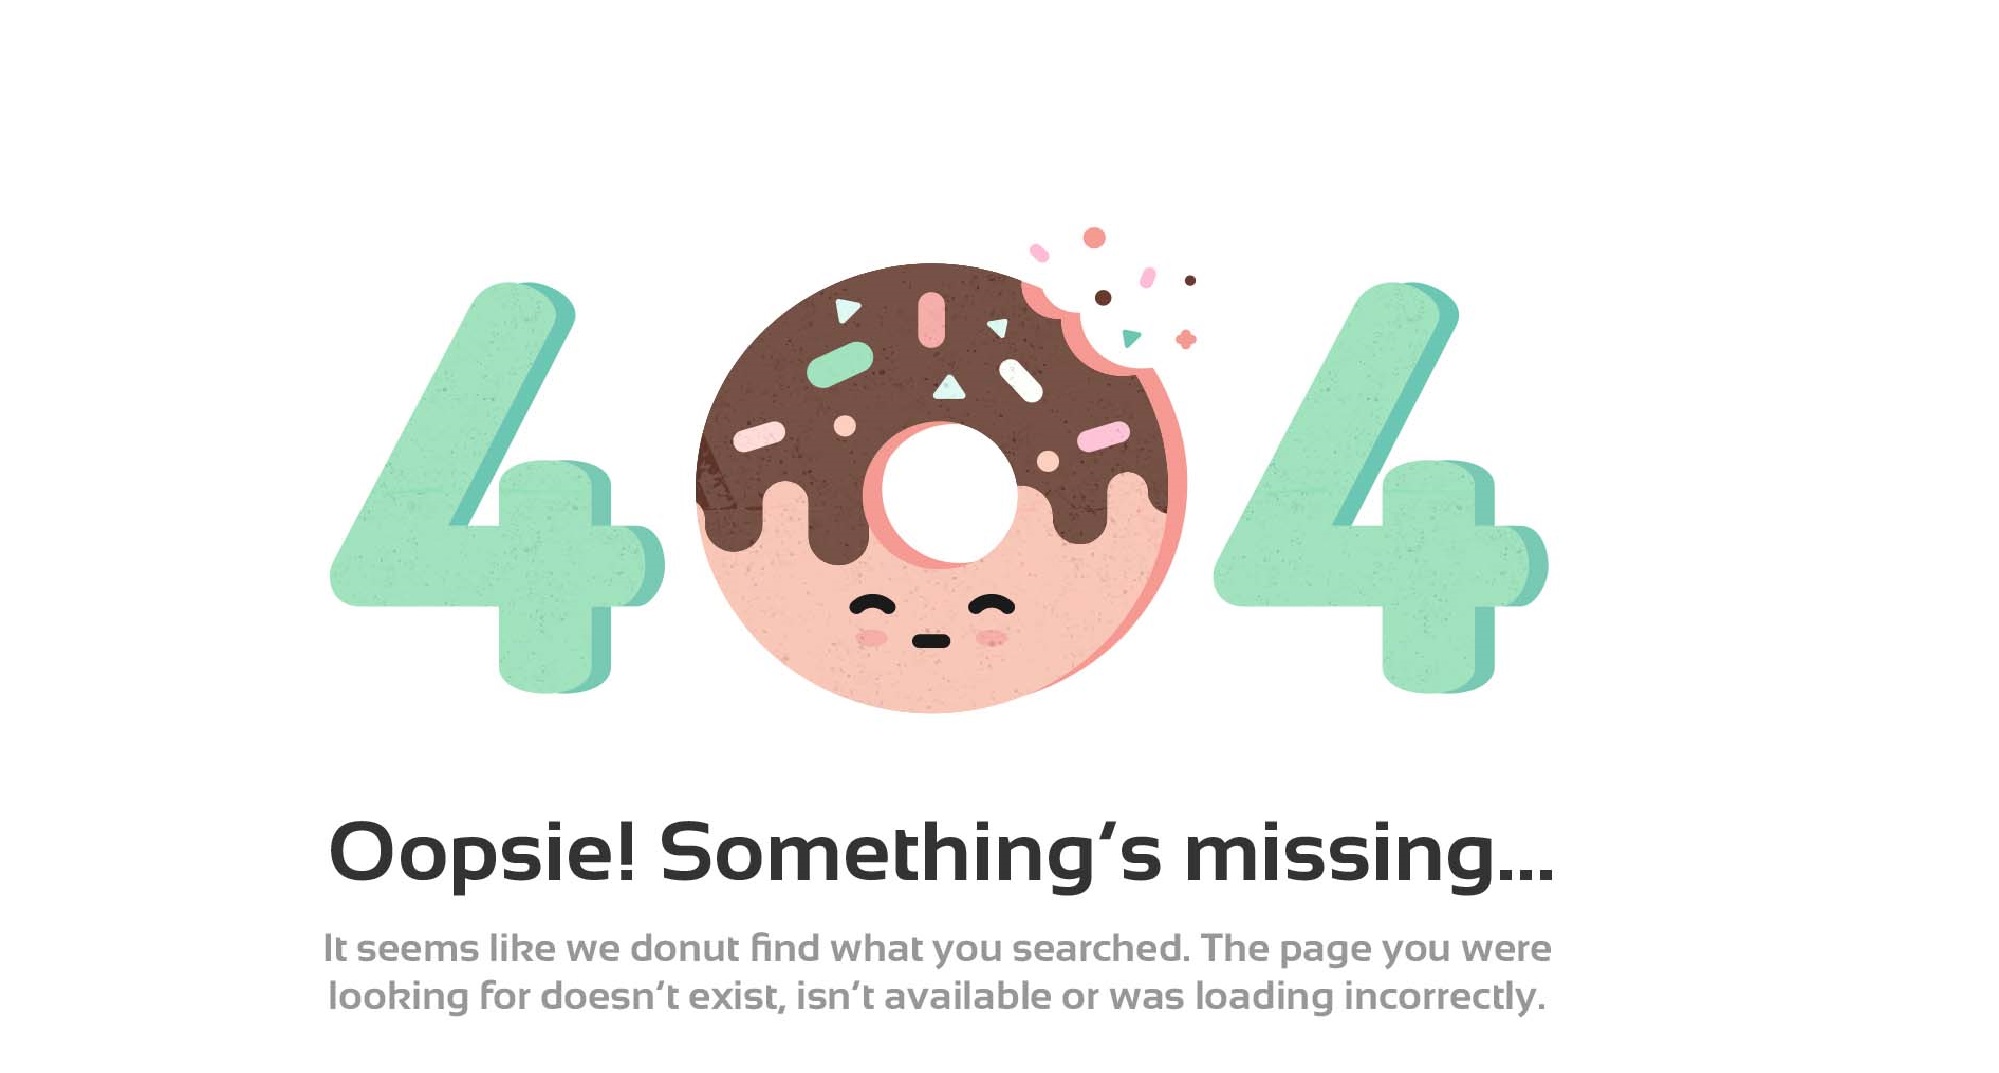 404
Oopsie! Something's missing...
It seems like we donut find what you searched. The page you were
looking for doesn't exist, isn't available or was loading incorrectly.